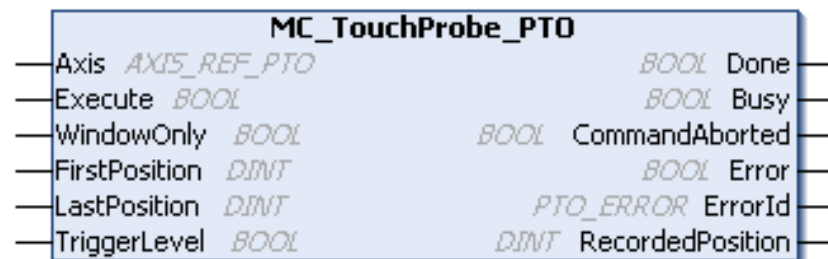 MC_TouchProbe_PTO
Axis AXIS_REF_PTO BOOL Done
Execute BOOL BOOL Busy
WindowOnly BOOL BOOL CommandAborted
FirstPosition DINT BOOL Error
LastPosition DINT PTO_ERROR ErrorId
TriggerLevel BOOL DINT RecordedPosition